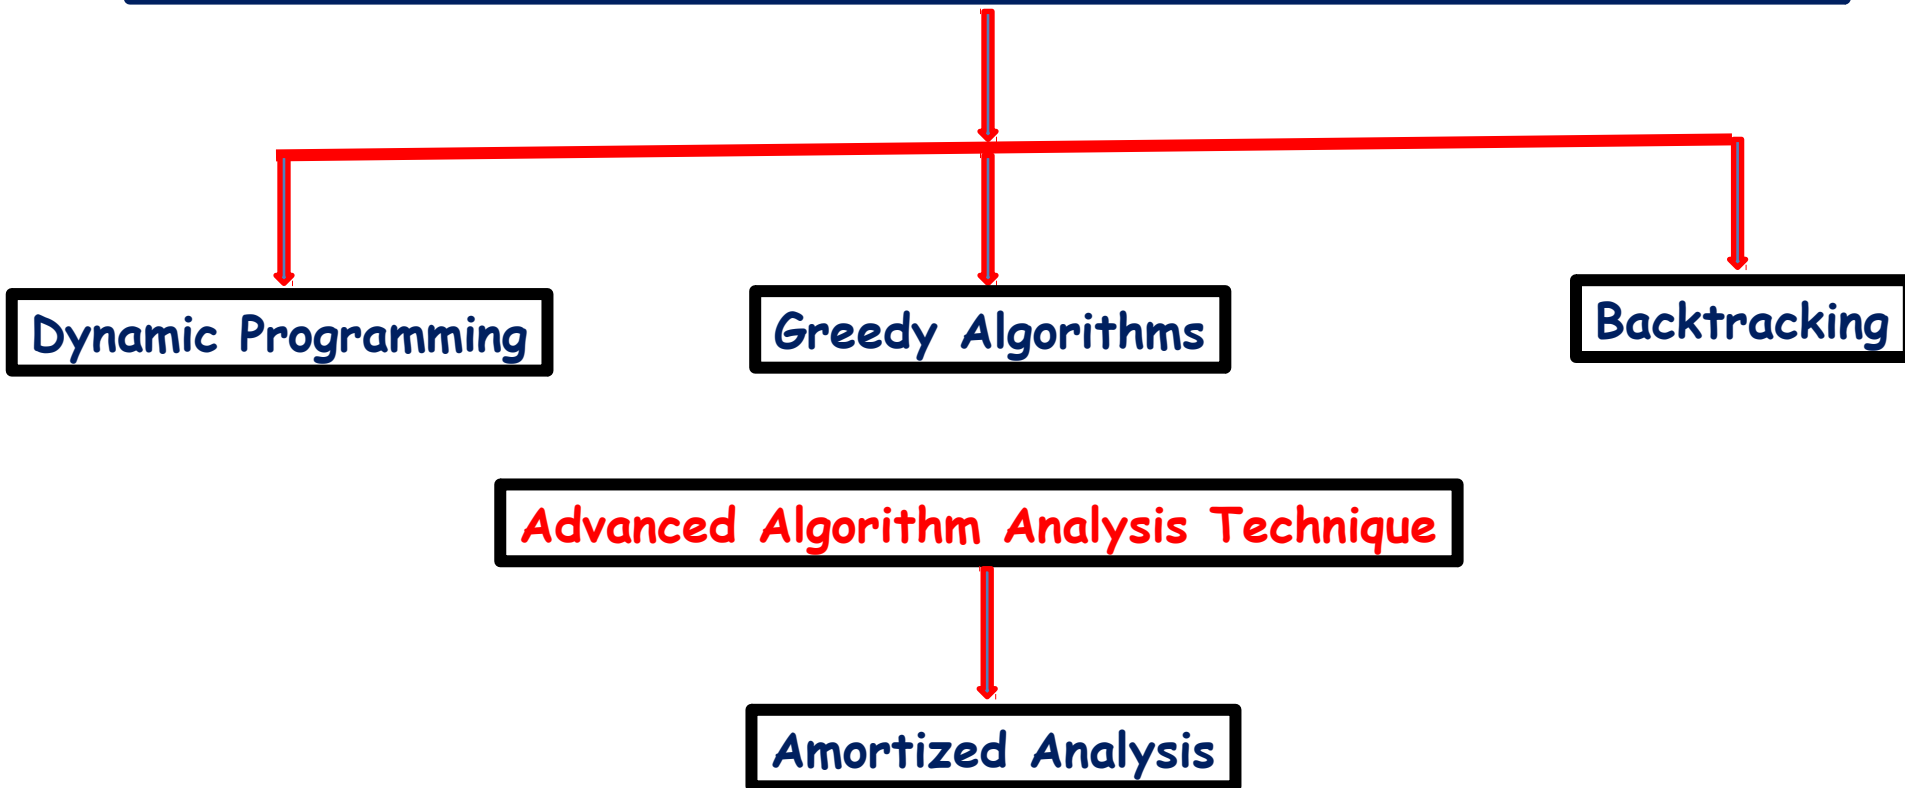 Dynamic Programming
Greedy Algorithms
Backtracking
Advanced Algorithm Analysis Technique
Amortized Analysis